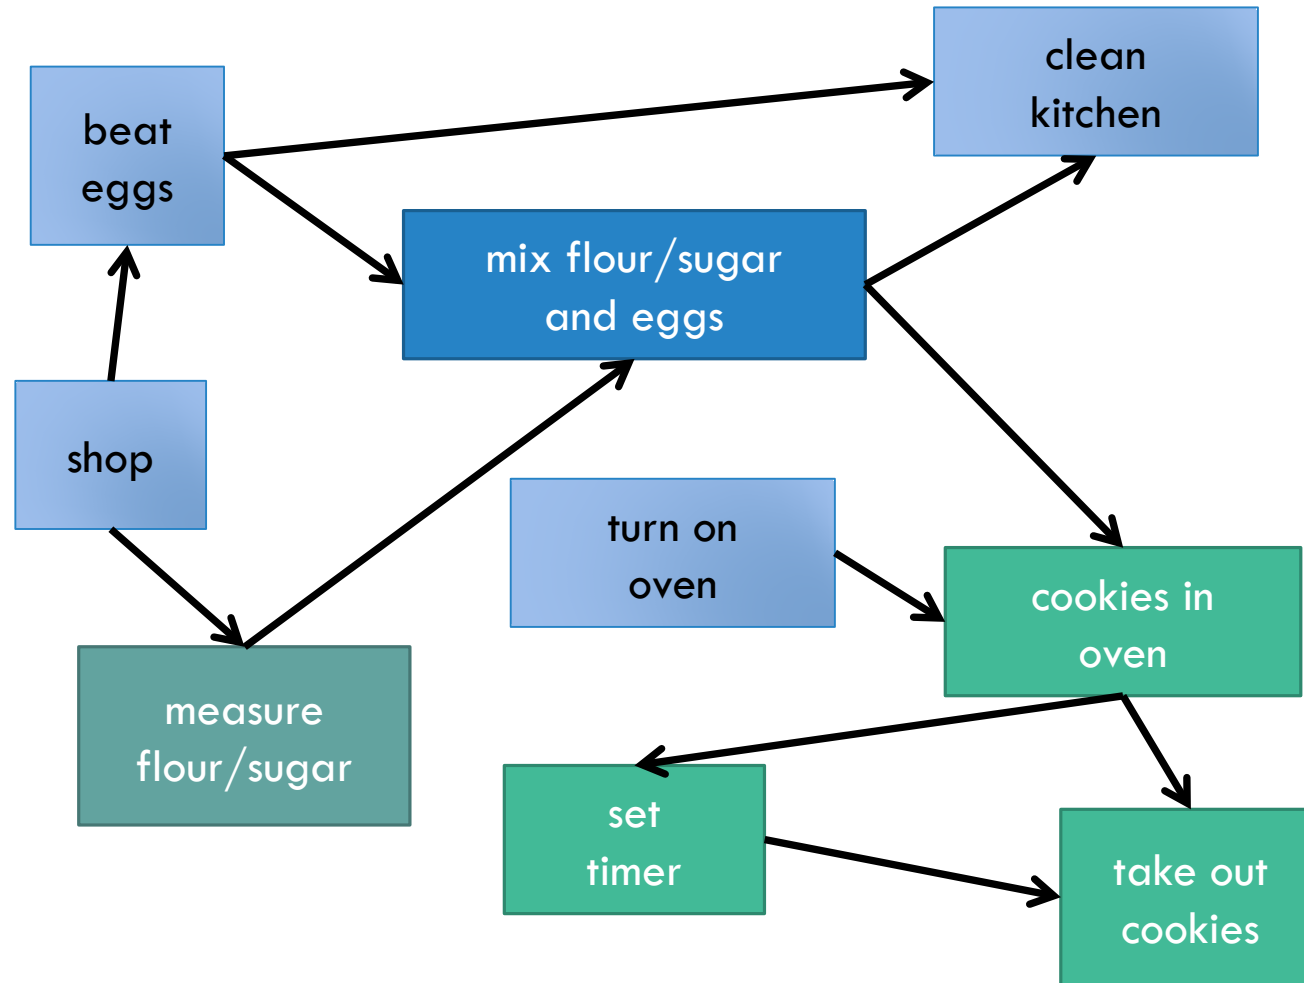 clean
kitchen
beat
eggs
mix flour/sugar
and eggs
shop
turn on
oven
cookies in
oven
measure
flour/sugar
set
timer
take out
cookies